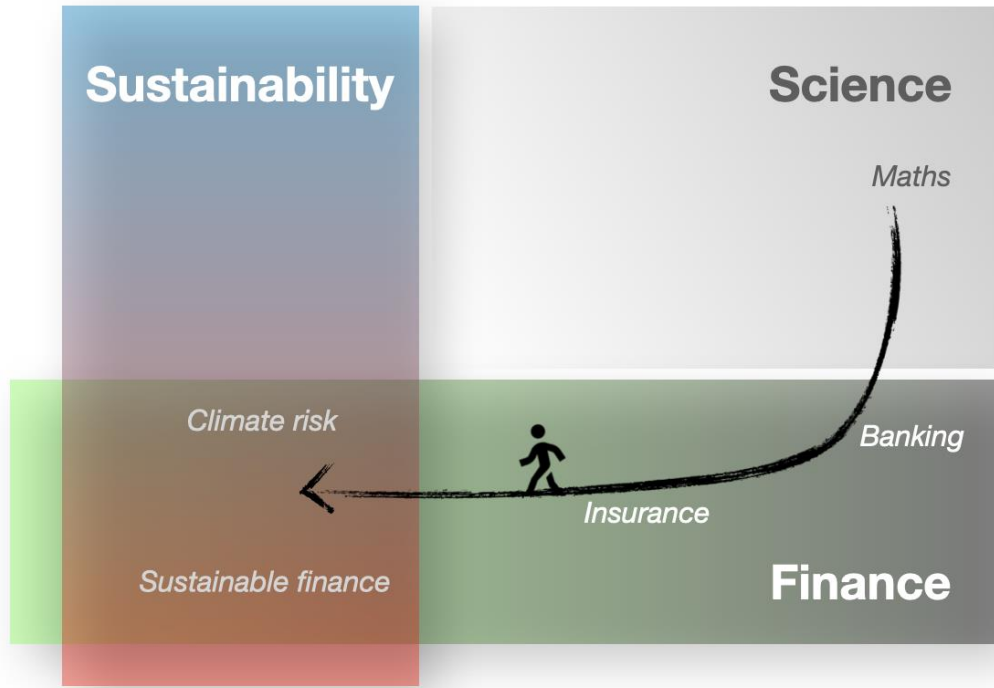 Sustainability
Science
Maths
Climate risk
Banking
Insurance
Sustainable finance
Finance